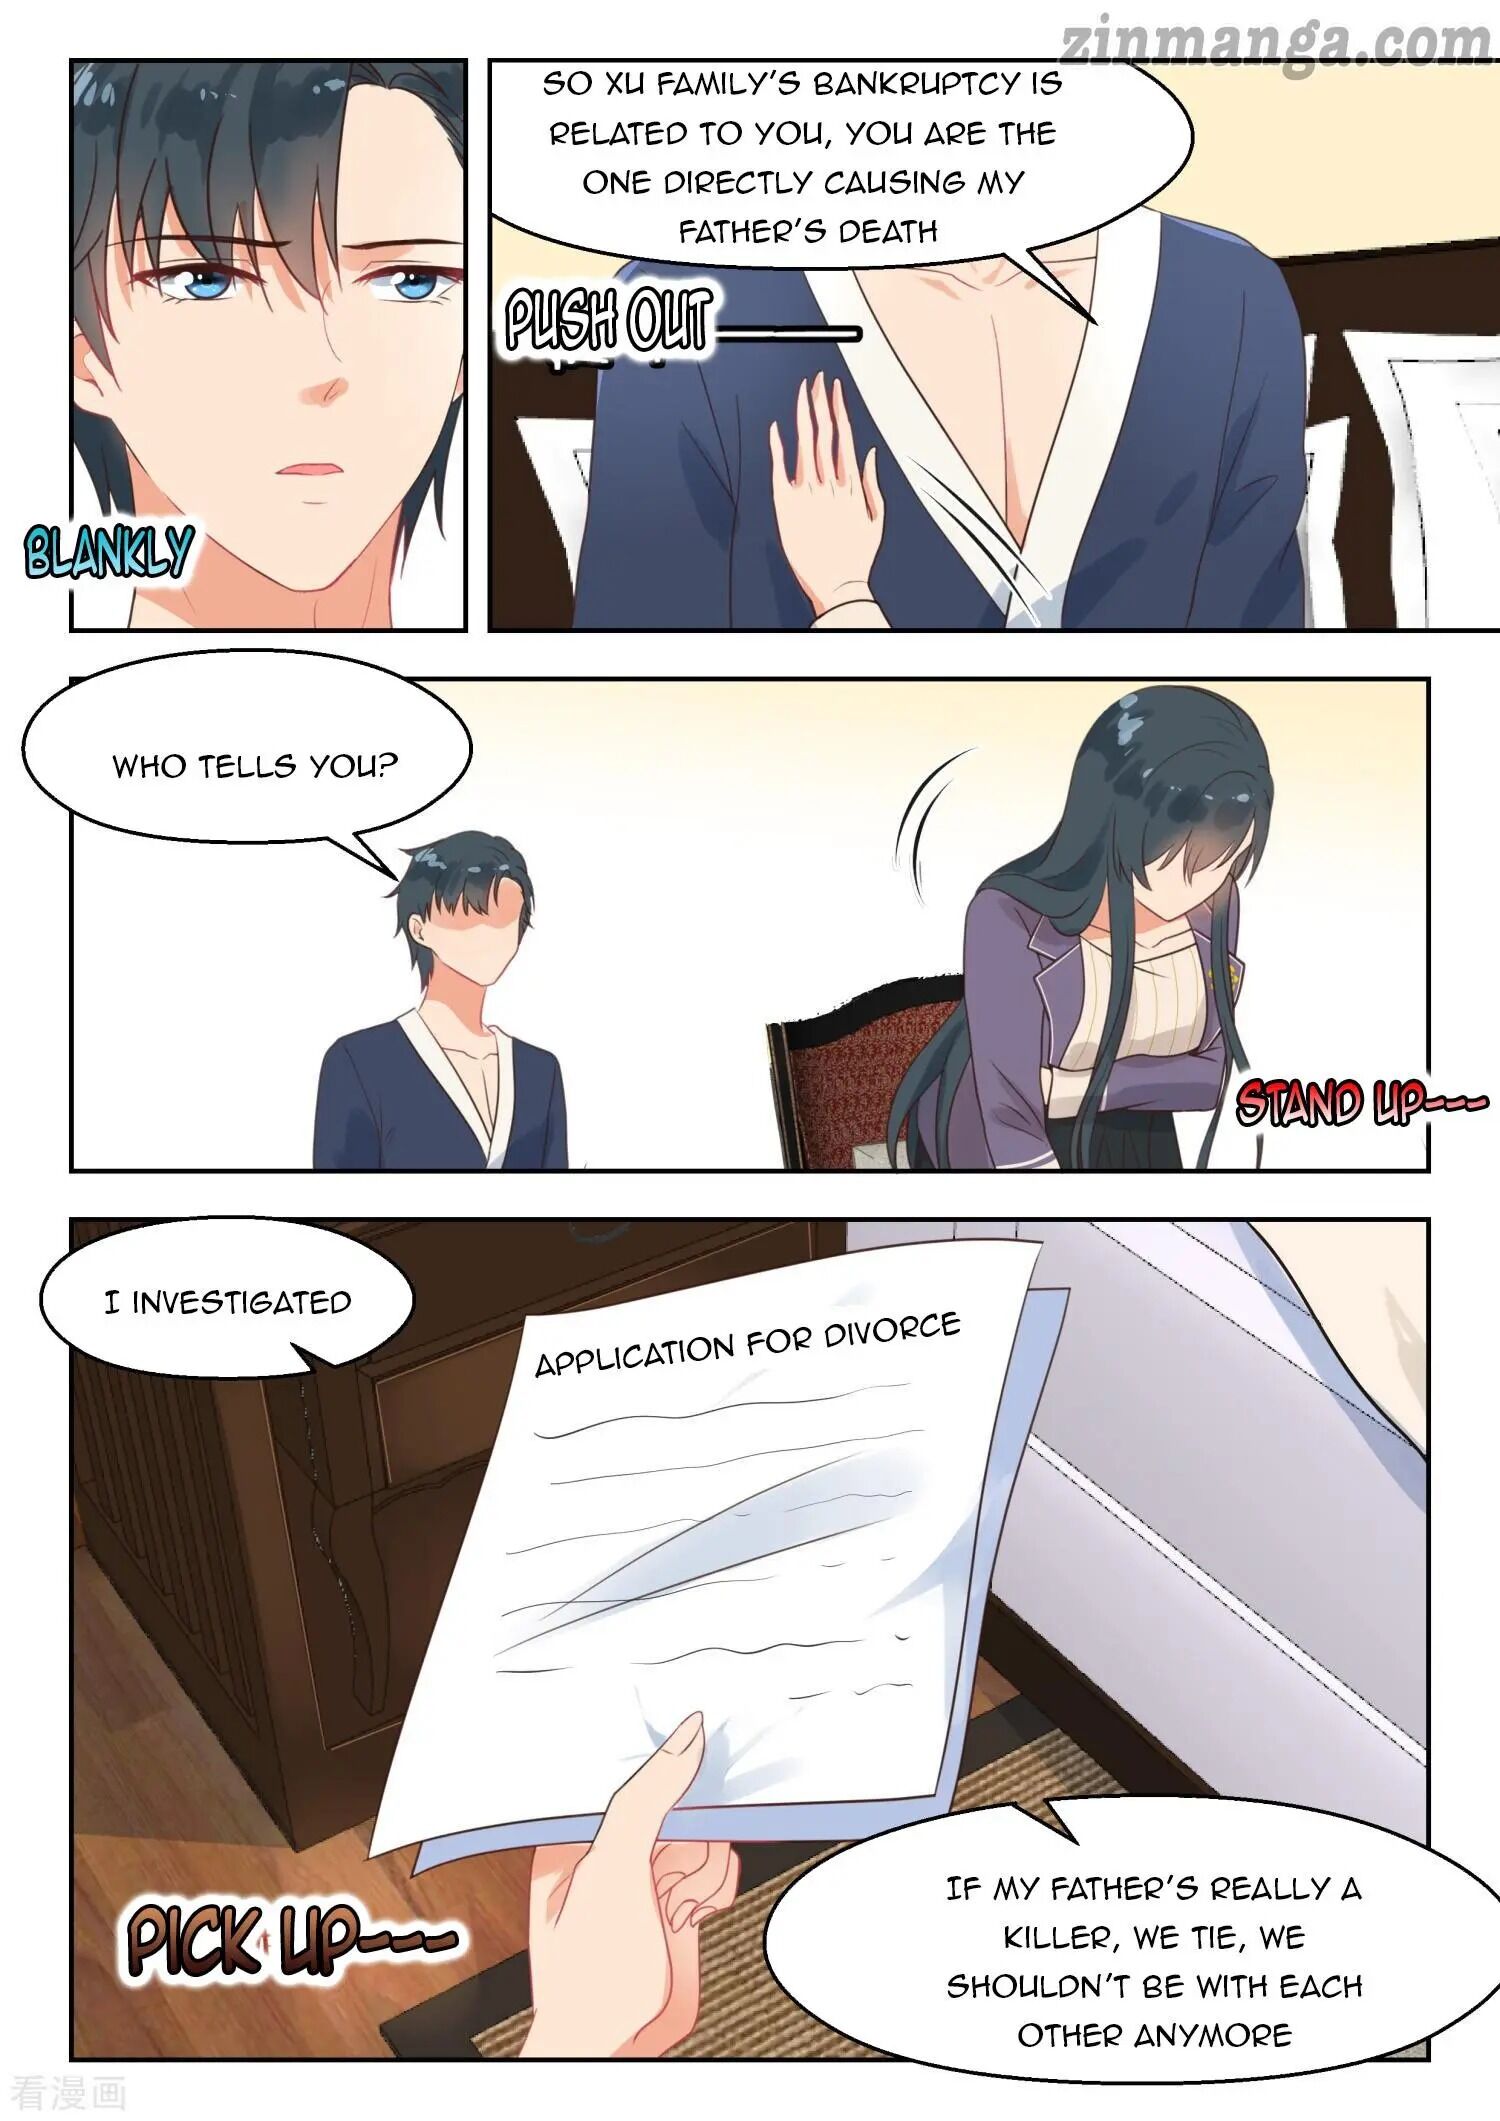 zinmanga.com
SO XU FAMILY'S BANKRUPTCY IS
RELATED TO YOU, YOU ARE THE
ONE DIRECTLY CAUSING MY
FATHER'S DEATH
PUSH OUT
BLANKLY
WHO TELLS YOU?
STAND UP---
I INVESTIGATED
APPLICATION FOR DIVORCE
PICK UP----
IF MY FATHER'S REALLY A
KILLER, WE TIE, WE
SHOULDN'T BE WITH EACH
OTHER ANYMORE
看漫画